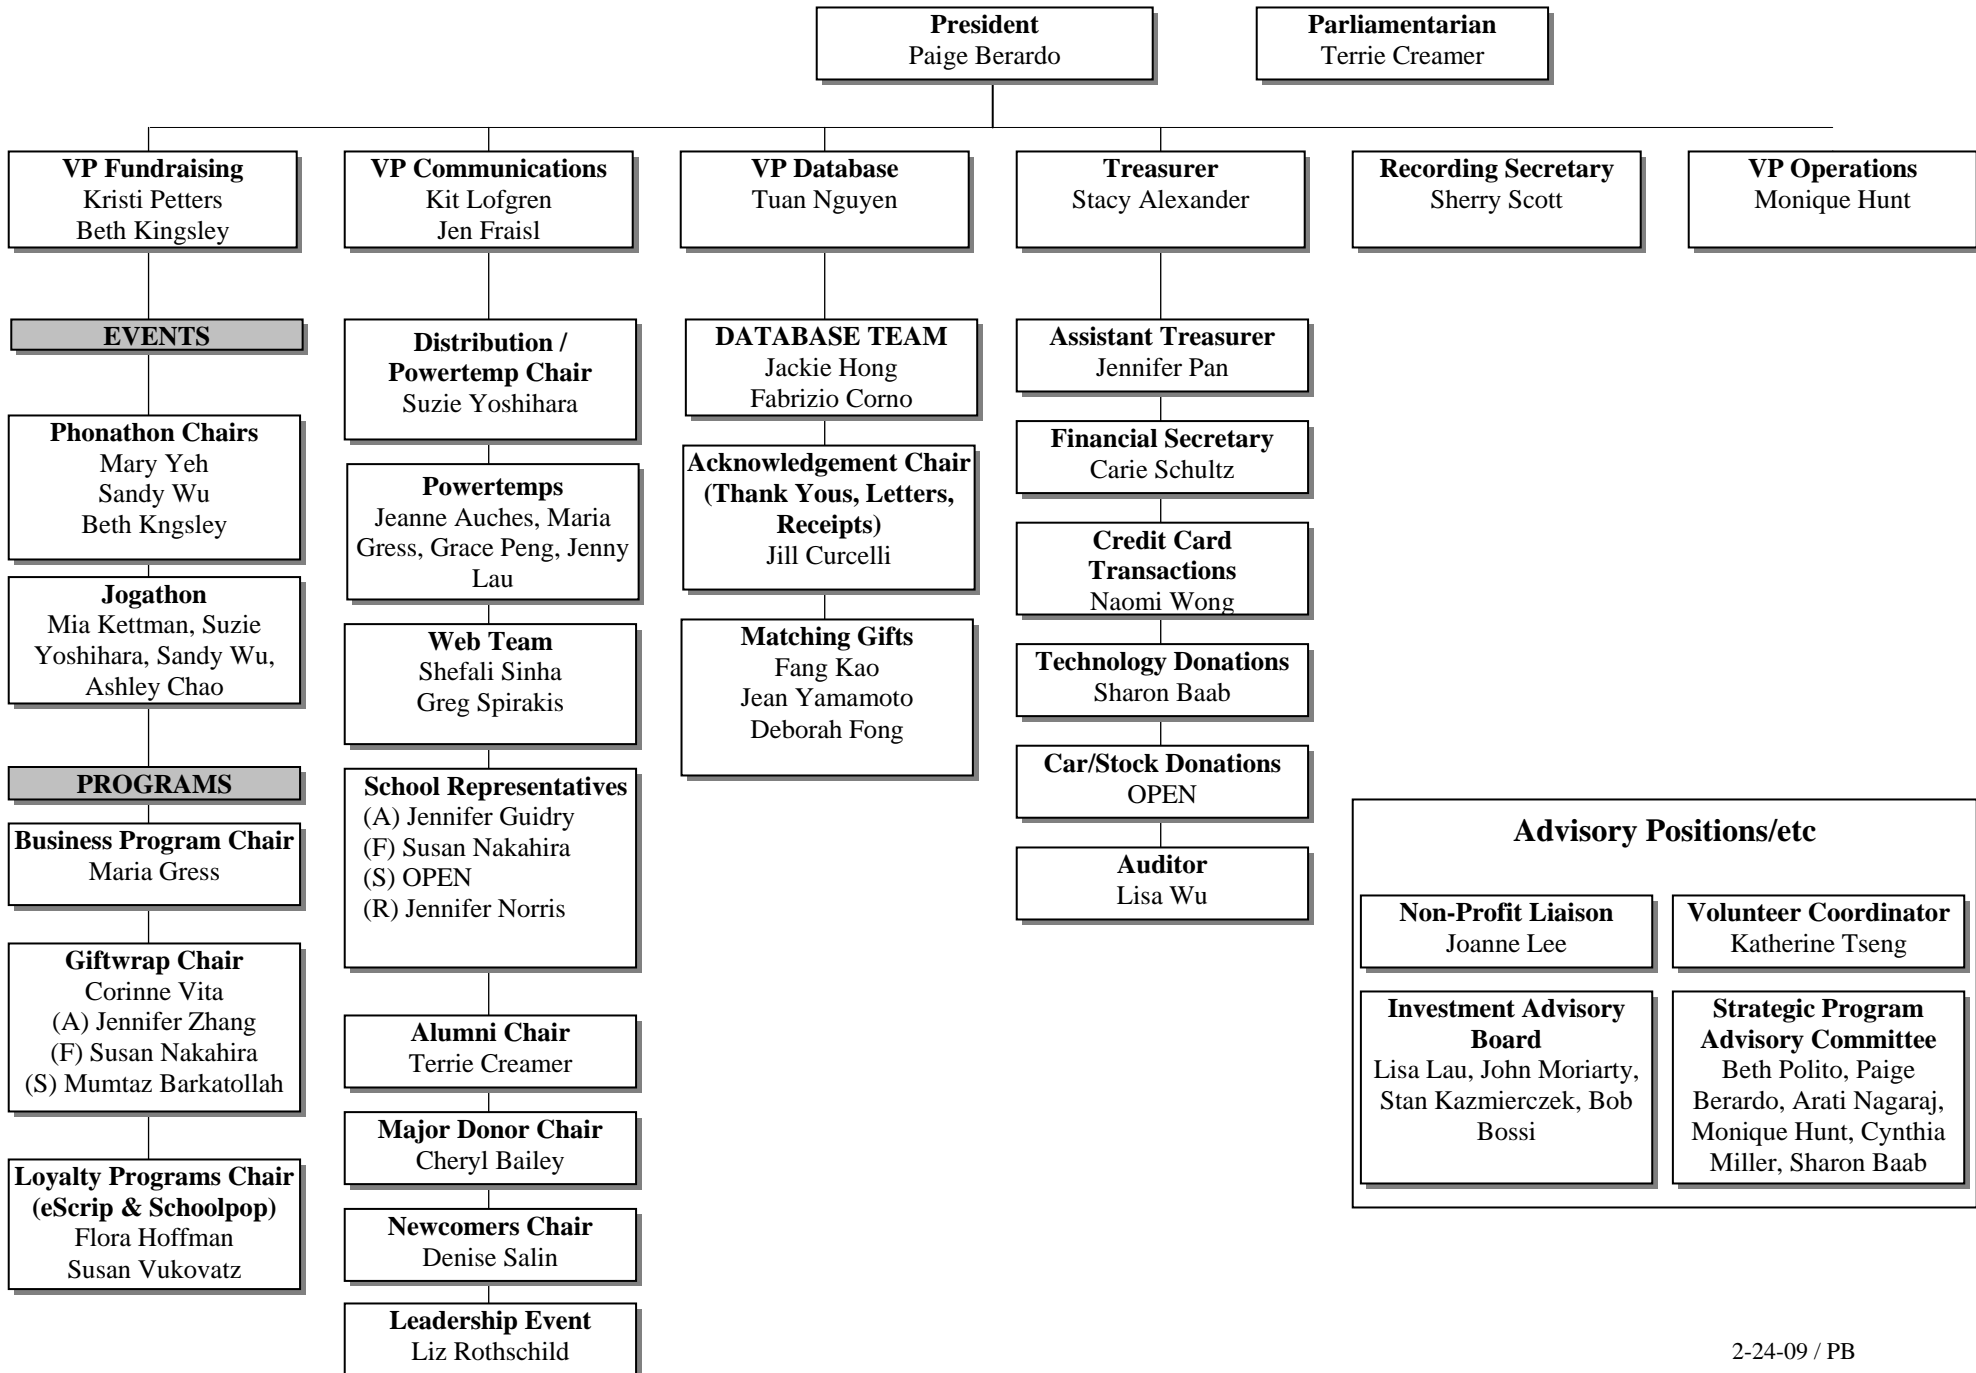 President
Paige Berardo
Parliamentarian
Terrie Creamer
VP Fundraising
Kristi Petters
Beth Kingsley
VP Communications
Kit Lofgren
Jen Fraisl
VP Database
Tuan Nguyen
Treasurer
Stacy Alexander
Recording Secretary
Sherry Scott
VP Operations
Monique Hunt
EVENTS
Phonathon Chairs
Mary Yeh
Sandy Wu
Beth Kngsley
Jogathon
Mia Kettman, Suzie
Yoshihara, Sandy Wu,
Ashley Chao
PROGRAMS
Business Program Chair
Maria Gress
Giftwrap Chair
Corinne Vita
(A) Jennifer Zhang
(F) Susan Nakahira
(S) Mumtaz Barkatollah
Loyalty Programs Chair
(eScrip & Schoolpop)
Flora Hoffman
Susan Vukovatz
Distribution /
Powertemp Chair
Suzie Yoshihara
Powertemps
Jeanne Auches, Maria
Gress, Grace Peng, Jenny
Lau
Web Team
Shefali Sinha
Greg Spirakis
School Representatives
(A) Jennifer Guidry
(F) Susan Nakahira
(S) OPEN
(R) Jennifer Norris
Alumni Chair
Terrie Creamer
Major Donor Chair
Cheryl Bailey
Newcomers Chair
Denise Salin
Leadership Event
Liz Rothschild
DATABASE TEAM
Jackie Hong
Fabrizio Corno
Acknowledgement Chair
(Thank Yous, Letters,
Receipts)
Jill Curcelli
Matching Gifts
Fang Kao
Jean Yamamoto
Deborah Fong
Assistant Treasurer
Jennifer Pan
Financial Secretary
Carie Schultz
Credit Card
Transactions
Naomi Wong
Technology Donations
Sharon Baab
Car/Stock Donations
OPEN
Auditor
Lisa Wu
Advisory Positions/etc
Non-Profit Liaison
Joanne Lee
Volunteer Coordinator
Katherine Tseng
Investment Advisory
Board
Lisa Lau, John Moriarty,
Stan Kazmierczek, Bob
Bossi
Strategic Program
Advisory Committee
Beth Polito, Paige
Berardo, Arati Nagaraj,
Monique Hunt, Cynthia
Miller, Sharon Baab
2-24-09 / PB